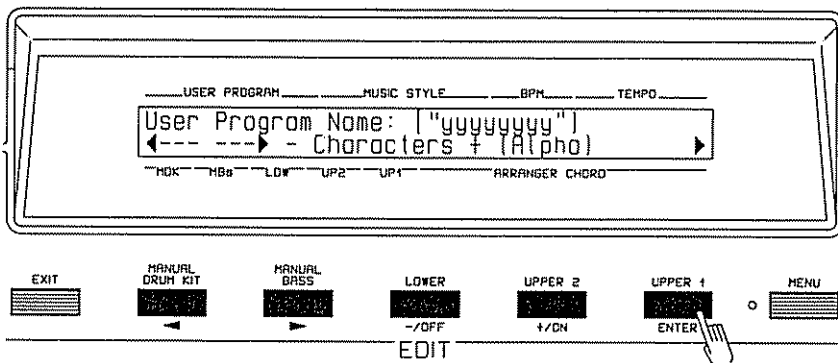 USER PROGRAM MUSIC STYLE BPM TEMPO
User Program Name: ["yyyyyyyy"]
◀--- ---▶ - Characters + (Alpha) ▶
MDK MBs LOW UP2 UP1 ARRANGER CHORD
EXIT MANUAL DRUM KIT MANUAL BASS LOWER UPPER 2 UPPER 1 MENU
◀ ▶ -/OFF +/ON ENTER
EDIT